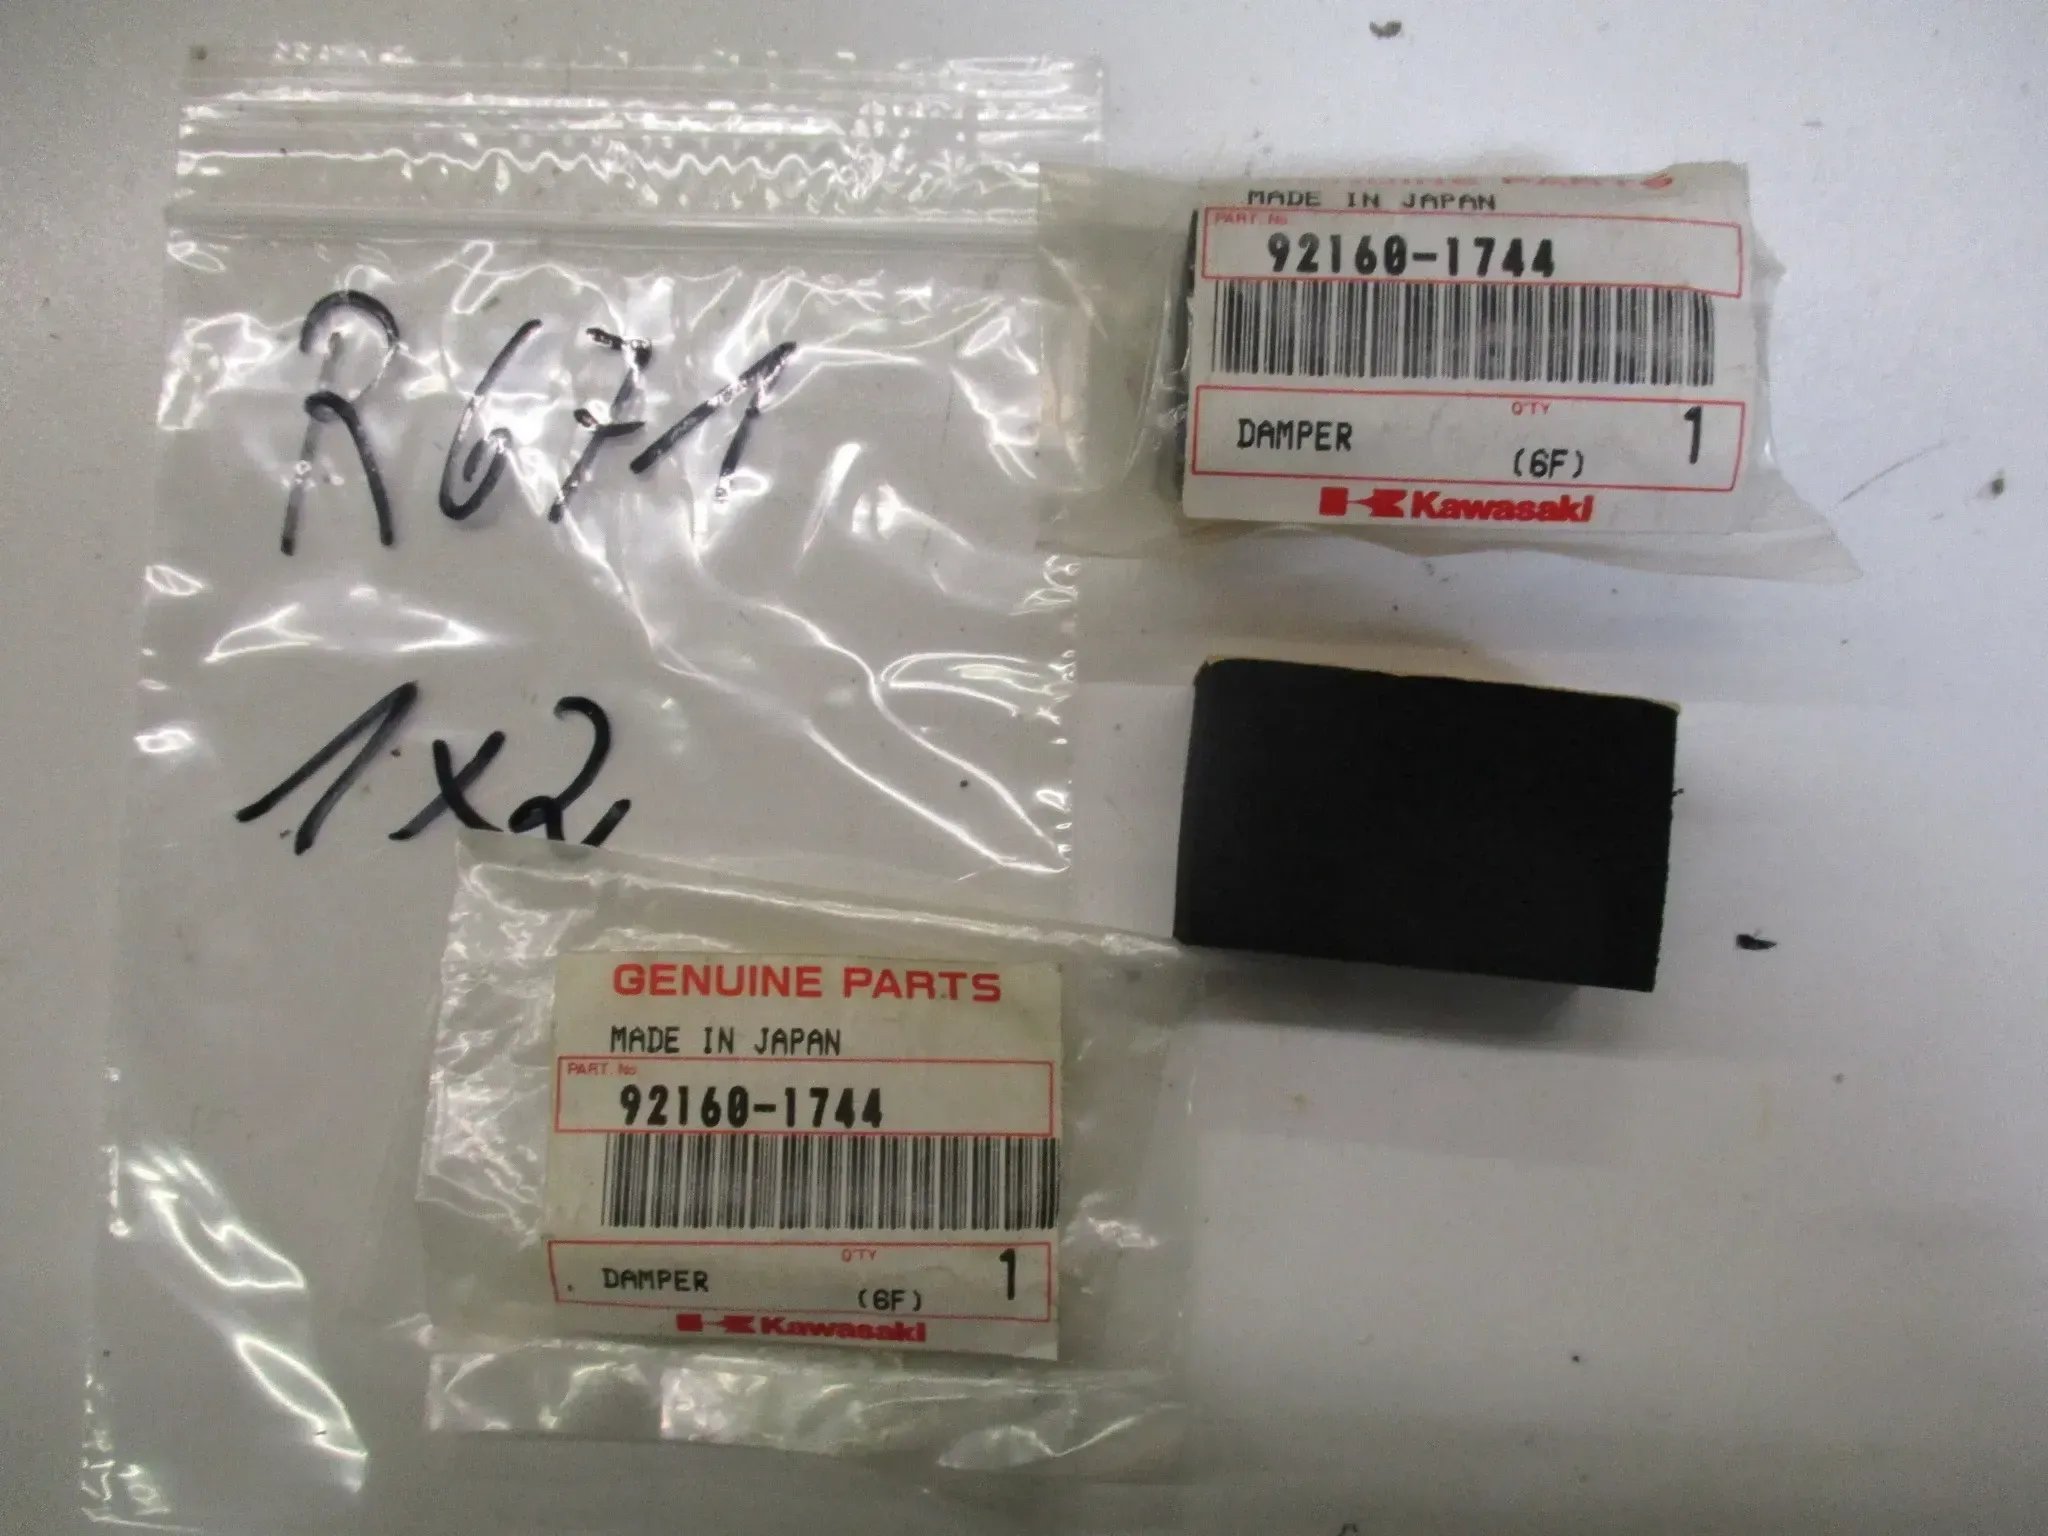 R671
1x2
MADE IN JAPAN
PART. No
92160-1744
Q'TY
DAMPER
(6F)
1
Kawasaki
GENUINE PARTS
MADE IN JAPAN
PART. No
92160-1744
Q'TY
DAMPER
(6F)
1
Kawasaki